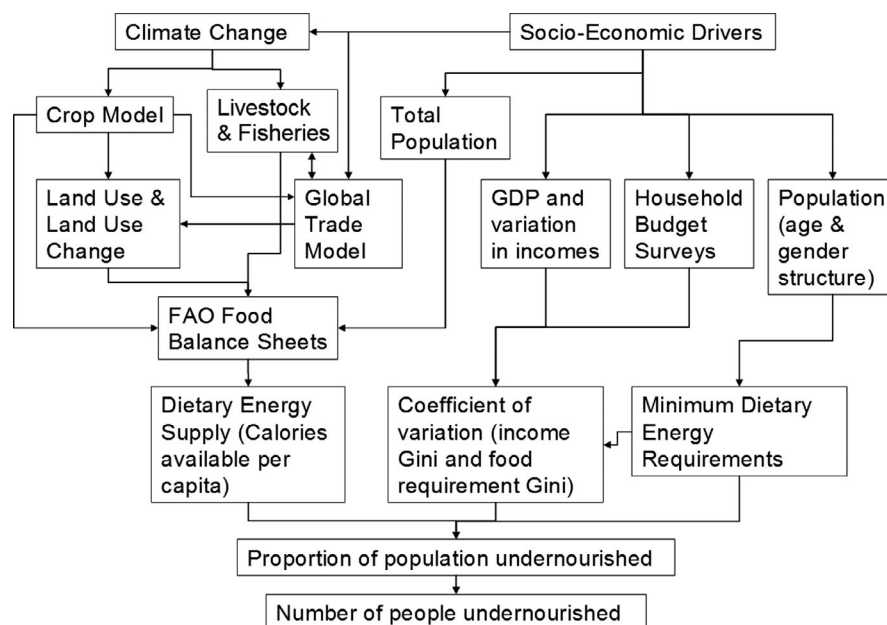 Climate Change
Socio-Economic Drivers
Crop Model
Livestock
& Fisheries
Total
Population
Land Use &
Land Use
Change
Global
Trade
Model
GDP and
variation
in incomes
Household
Budget
Surveys
Population
(age &
gender
structure)
FAO Food
Balance Sheets
Dietary Energy
Supply (Calories
available per
capita)
Coefficient of
variation (income
Gini and food
requirement Gini)
Minimum Dietary
Energy
Requirements
Proportion of population undernourished
Number of people undernourished